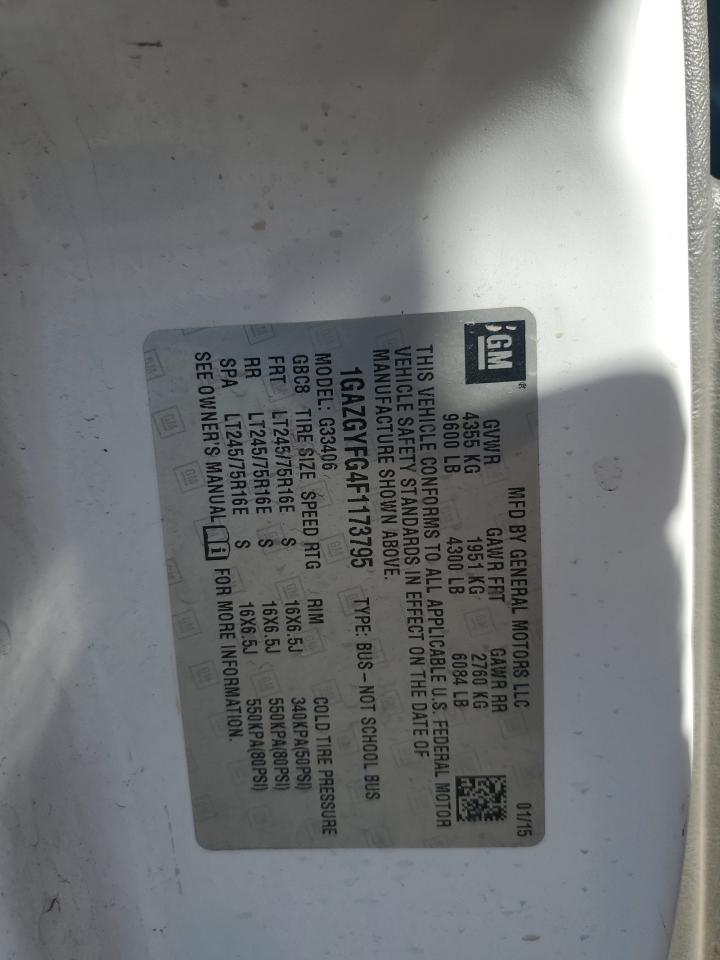 GM ®
MFD BY GENERAL MOTORS LLC 01/15
GVWR GAWR FRT GAWR RR
4355 KG 1951 KG 2760 KG
9600 LB 4300 LB 6084 LB
THIS VEHICLE CONFORMS TO ALL APPLICABLE U.S. FEDERAL MOTOR
VEHICLE SAFETY STANDARDS IN EFFECT ON THE DATE OF
MANUFACTURE SHOWN ABOVE.
1GAZGYFG4F1173795 TYPE: BUS – NOT SCHOOL BUS
MODEL: G33406
GBC8 TIRE SIZE SPEED RTG RIM COLD TIRE PRESSURE
FRT LT245/75R16E S 16X6.5J 340KPA(50PSI)
RR LT245/75R16E S 16X6.5J 550KPA(80PSI)
SPA LT245/75R16E S 16X6.5J 550KPA(80PSI)
SEE OWNER'S MANUAL i FOR MORE INFORMATION.